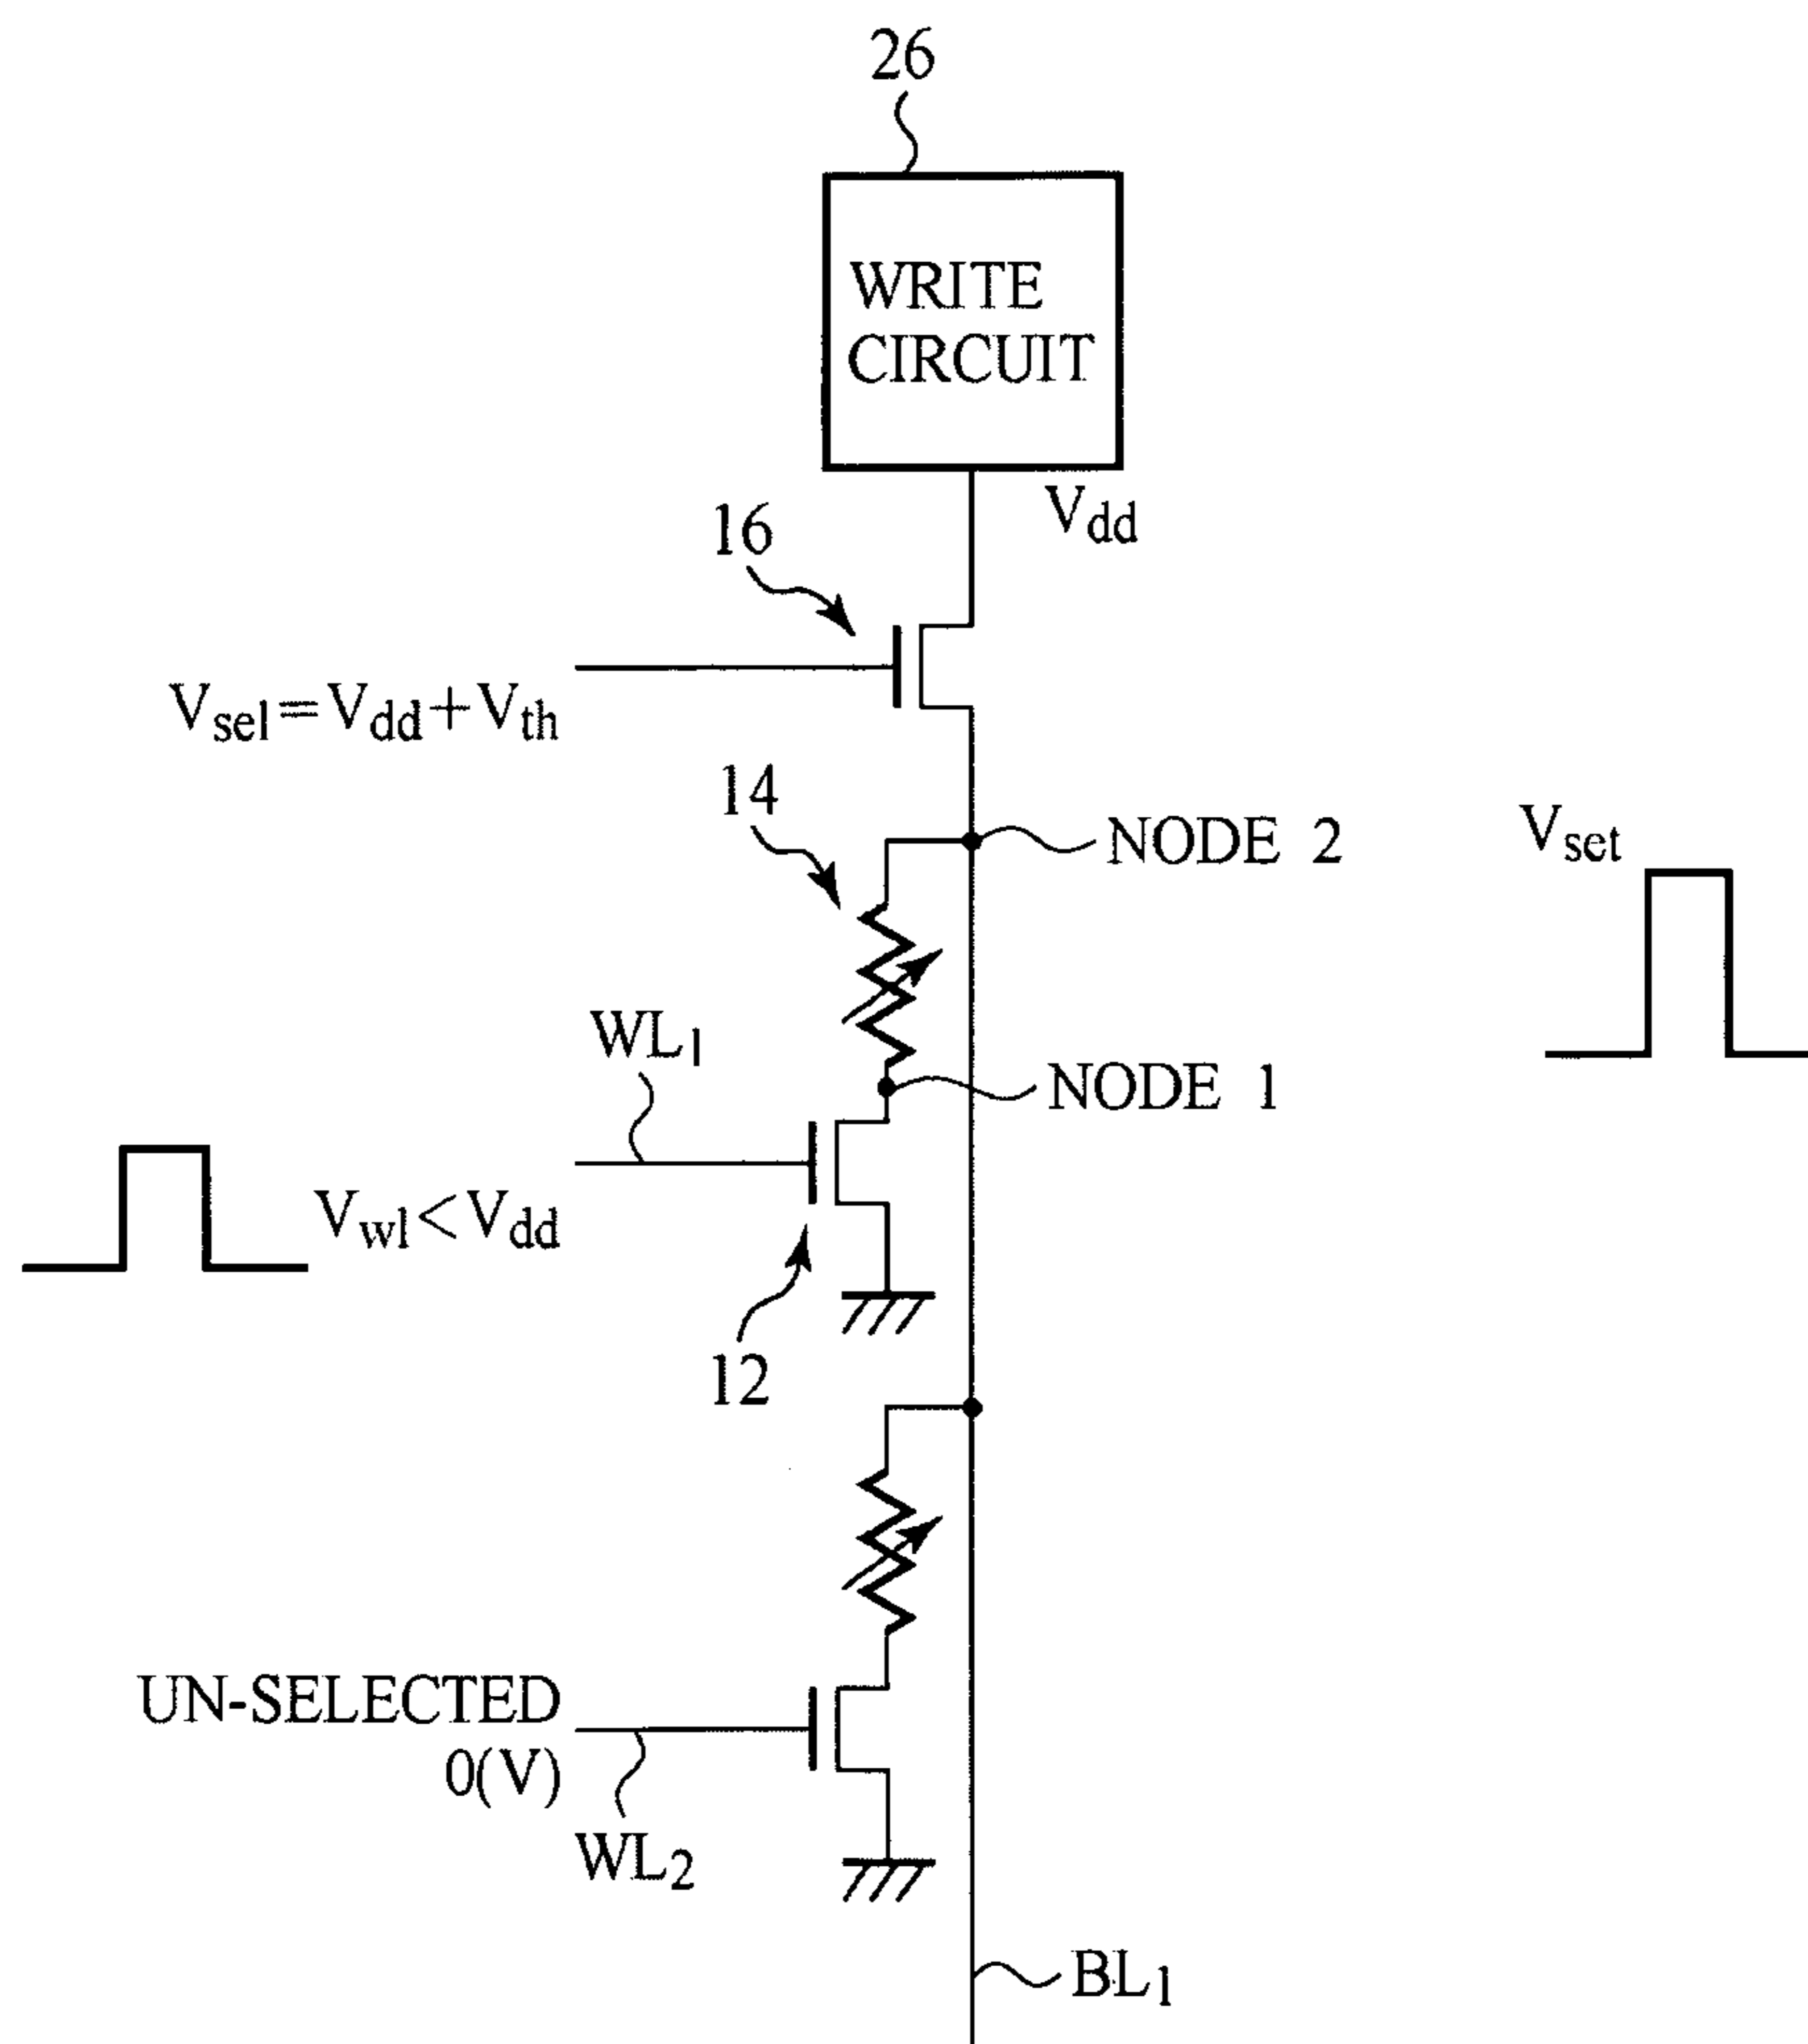 26
WRITE
CIRCUIT
Vdd
16
Vsel=Vdd+Vth
14
NODE 2
Vset
WL1
NODE 1
Vwl<Vdd
12
UN-SELECTED
0(V)
WL2
BL1